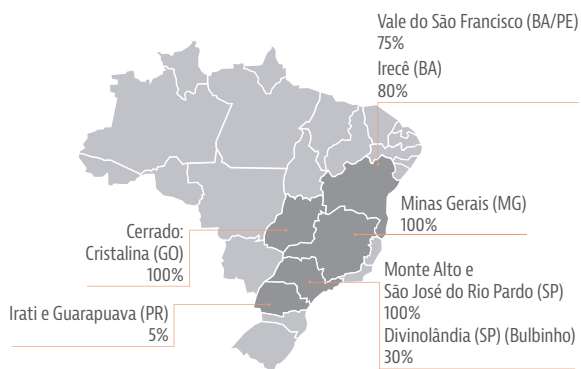 Vale do São Francisco (BA/PE)
75%
Irecê (BA)
80%
Minas Gerais (MG)
100%
Cerrado:
Cristalina (GO)
100%
Monte Alto e
São José do Rio Pardo (SP)
100%
Divinolândia (SP) (Bulbinho)
30%
Irati e Guarapuava (PR)
5%